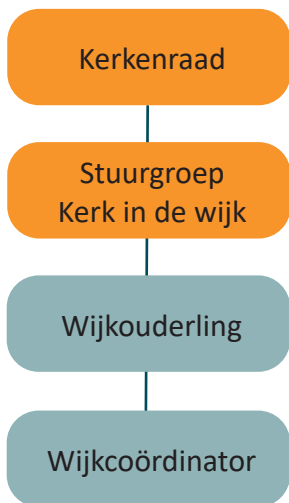 Kerkenraad
Stuurgroep
Kerk in de wijk
Wijkouderling
Wijkcoördinator